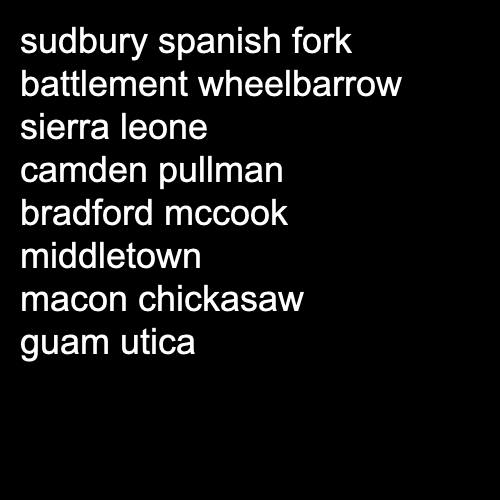 sudbury spanish fork
battlement wheelbarrow
sierra leone
camden pullman
bradford mccook
middletown
macon chickasaw
guam utica